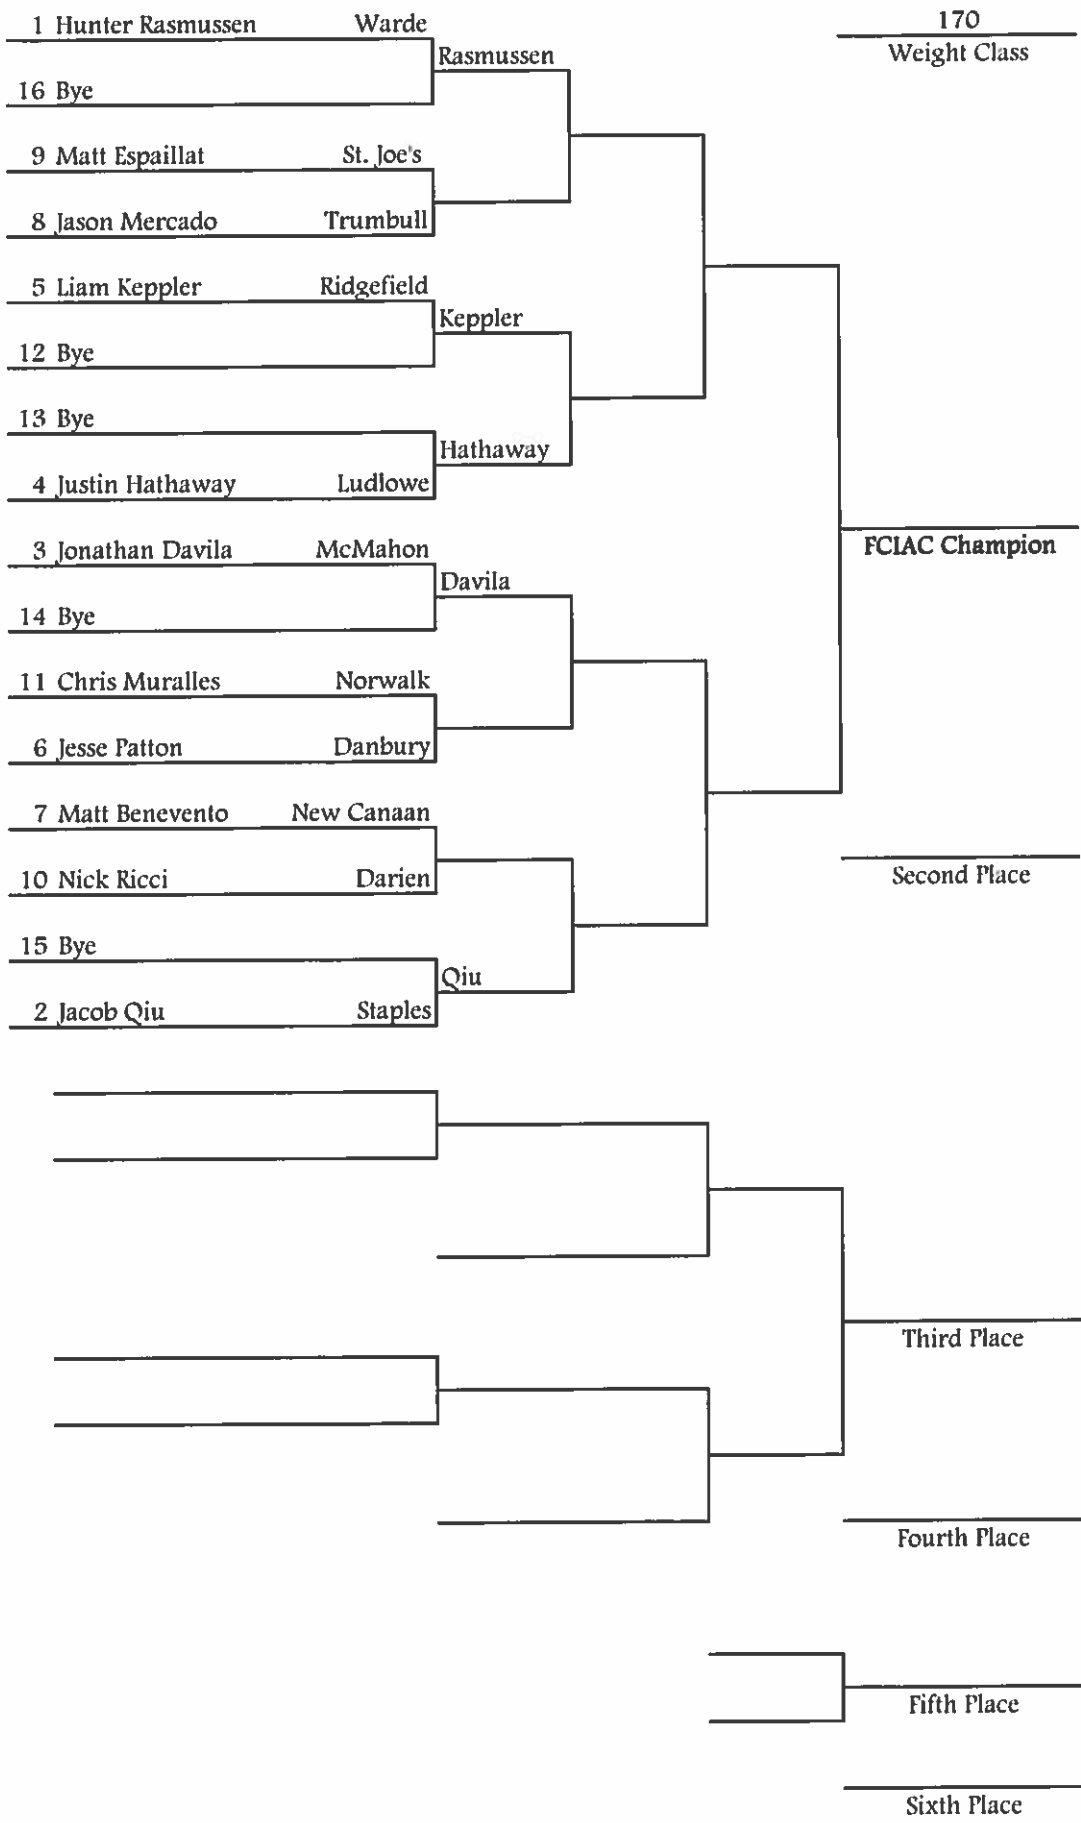 1 Hunter Rasmussen Warde
170
Weight Class
Rasmussen
16 Bye
9 Matt Espaillat St. Joe's
8 Jason Mercado Trumbull
5 Liam Keppler Ridgefield
Keppler
12 Bye
13 Bye
Hathaway
4 Justin Hathaway Ludlowe
3 Jonathan Davila McMahon
FCIAC Champion
Davila
14 Bye
11 Chris Muralles Norwalk
6 Jesse Patton Danbury
7 Matt Benevento New Canaan
10 Nick Ricci Darien
Second Place
15 Bye
Qiu
2 Jacob Qiu Staples
Third Place
Fourth Place
Fifth Place
Sixth Place